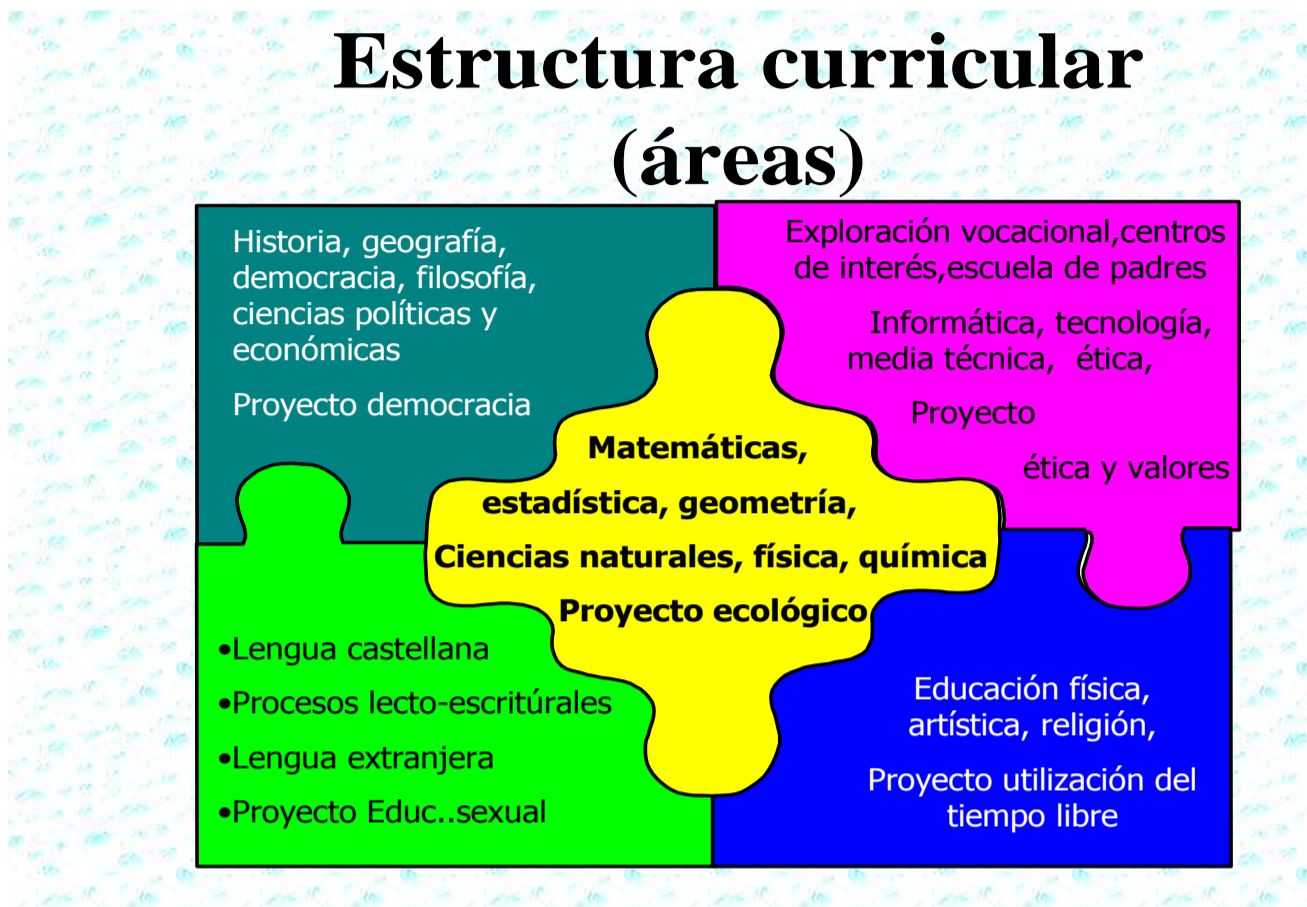 Estructura curricular
(áreas)
Historia, geografía,
democracia, filosofía,
ciencias políticas y
económicas
Proyecto democracia
Exploración vocacional,centros
de interés,escuela de padres
Informática, tecnología,
media técnica,  ética,
Proyecto
ética y valores
Matemáticas,
estadística, geometría,
Ciencias naturales, física, química
Proyecto ecológico
•Lengua castellana
•Procesos lecto-escritúrales
•Lengua extranjera
•Proyecto Educ..sexual
Educación física,
artística, religión,
Proyecto utilización del
tiempo libre